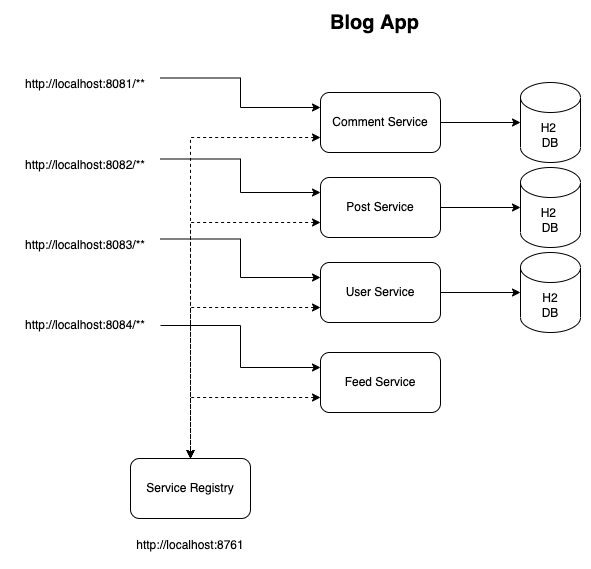 Blog App
http://localhost:8081/**
Comment Service
H2
DB
http://localhost:8082/**
Post Service
H2
DB
http://localhost:8083/**
User Service
H2
DB
http://localhost:8084/**
Feed Service
Service Registry
http://localhost:8761